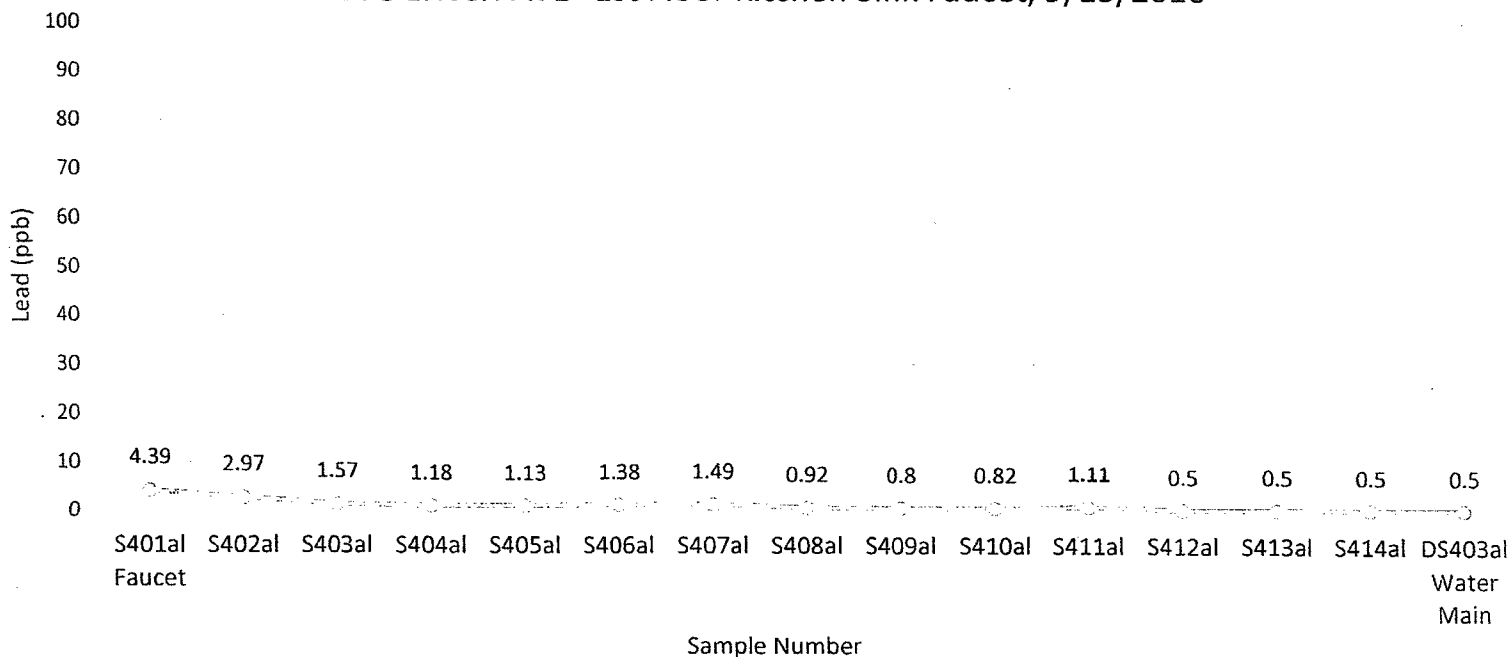 Kitchen Sink Faucet,
100
90
80
70
60
50
40
30
20
10
0
Lead (ppb)
4.39 2.97 1.57 1.18 1.13 1.38 1.49 0.92 0.8 0.82 1.11 0.5 0.5 0.5 0.5
S401al S402al S403al S404al S405al S406al S407al S408al S409al S410al S411al S412al S413al S414al DS403al
Faucet Water
Main
Sample Number